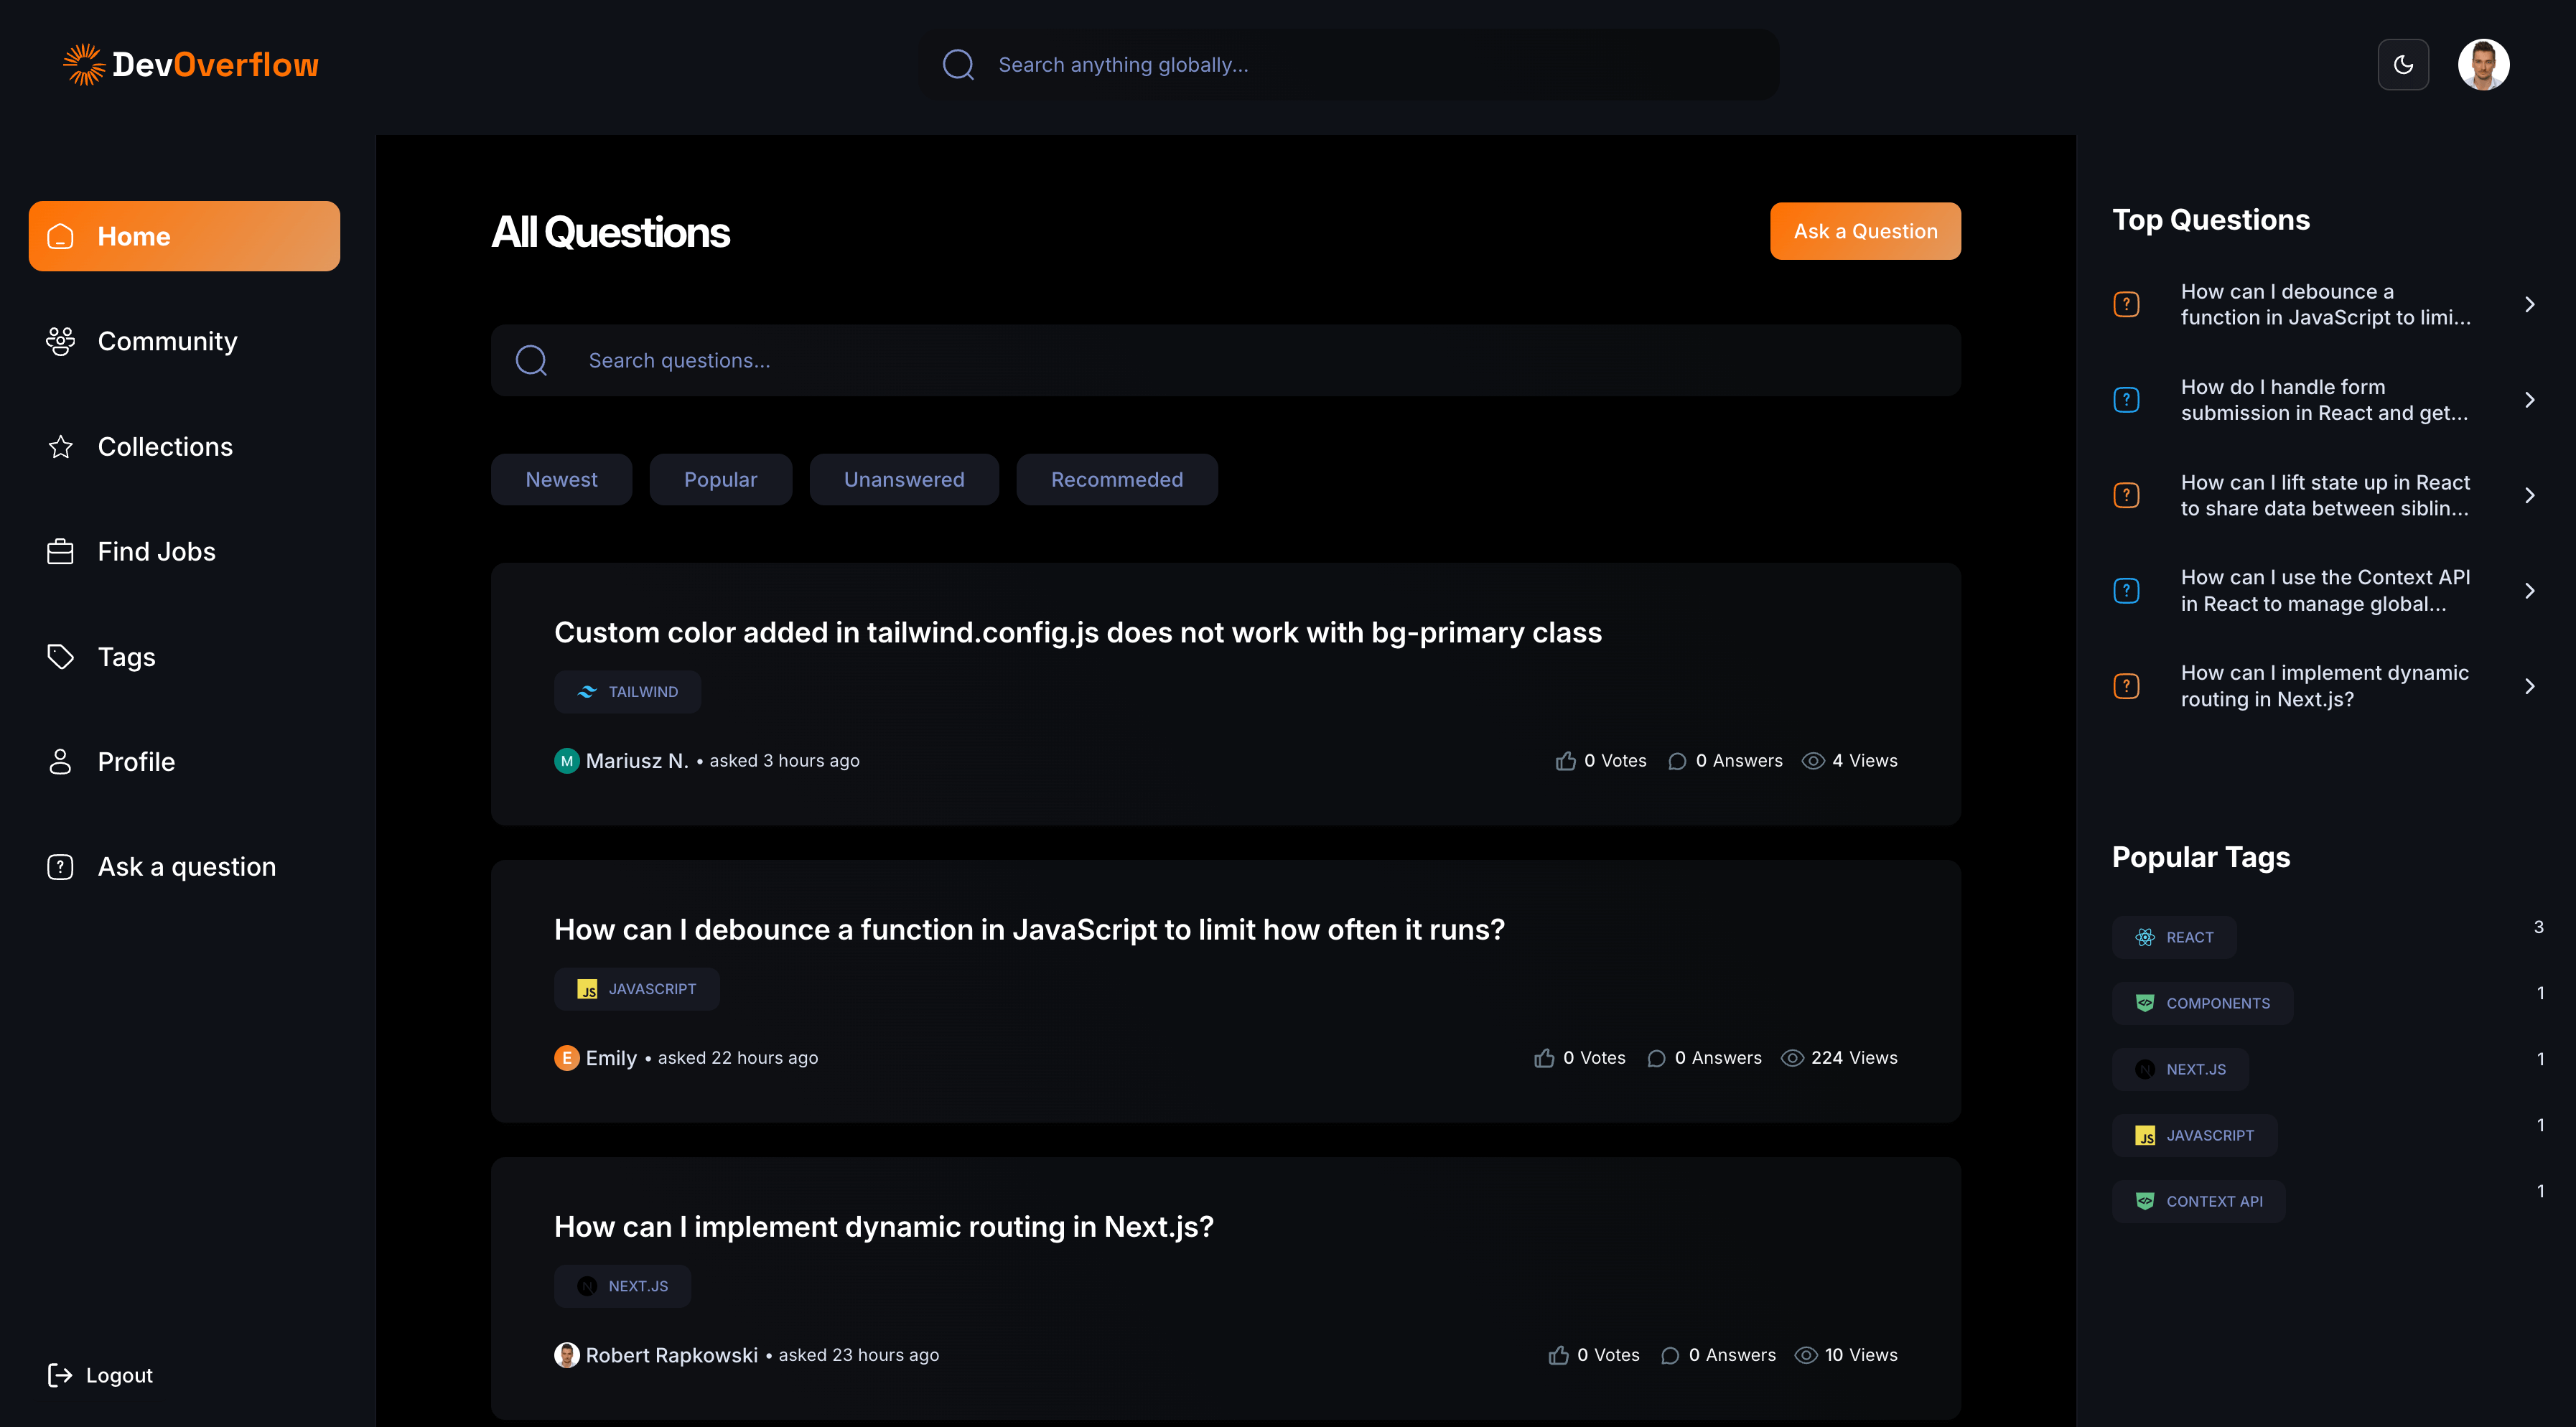 DevOverflow
Search anything globally...
Home
Community
Collections
Find Jobs
Tags
Profile
Ask a question
Logout
All Questions
Ask a Question
Search questions...
Newest
Popular
Unanswered
Recommeded
Custom color added in tailwind.config.js does not work with bg-primary class
TAILWIND
M Mariusz N. • asked 3 hours ago
0 Votes 0 Answers 4 Views
How can I debounce a function in JavaScript to limit how often it runs?
JS JAVASCRIPT
E Emily • asked 22 hours ago
0 Votes 0 Answers 224 Views
How can I implement dynamic routing in Next.js?
N NEXT.JS
Robert Rapkowski • asked 23 hours ago
0 Votes 0 Answers 10 Views
Top Questions
How can I debounce a
function in JavaScript to limi...
How do I handle form
submission in React and get...
How can I lift state up in React
to share data between siblin...
How can I use the Context API
in React to manage global...
How can I implement dynamic
routing in Next.js?
Popular Tags
REACT 3
COMPONENTS 1
N NEXT.JS 1
JS JAVASCRIPT 1
CONTEXT API 1